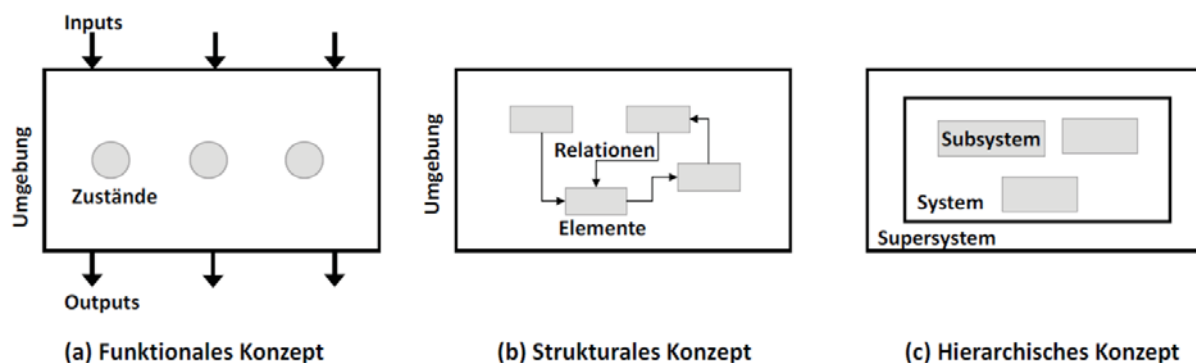 Inputs
Umgebung
Zustände
Outputs
(a) Funktionales Konzept
Umgebung
Relationen
Elemente
(b) Strukturales Konzept
Subsystem
System
Supersystem
(c) Hierarchisches Konzept